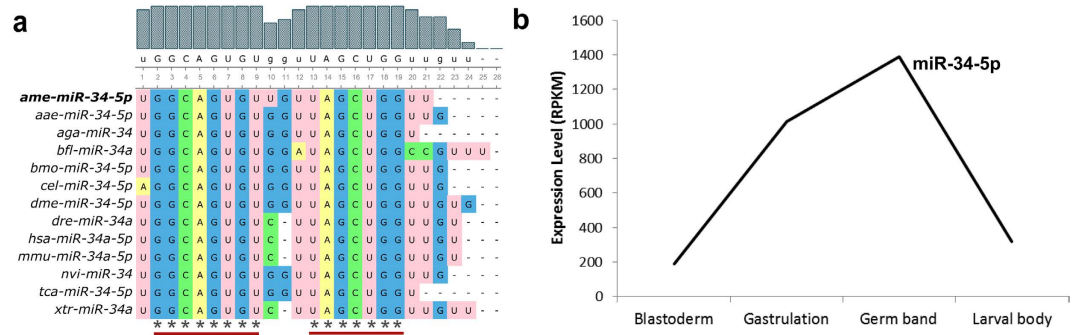 a
u G G C A G U G U g g u U A G C U G G u u g u u - -
1 2 3 4 5 6 7 8 9 10 11 12 13 14 15 16 17 18 19 20 21 22 23 24 25 26
ame-miR-34-5p U G G C A G U G U U G U U A G C U G G U U - - - - -
aae-miR-34-5p U G G C A G U G U G G U U A G C U G G U U G - - - -
aga-miR-34 U G G C A G U G U G G U U A G C U G G U - - - - - -
bfl-miR-34a U G G C A G U G U G G A U A G C U G G C C G U U U -
bmo-miR-34-5p U G G C A G U G U G G U U A G C U G G U U G - - - -
cel-miR-34-5p A G G C A G U G U G G U U A G C U G G U U G - - - -
dme-miR-34-5p U G G C A G U G U G G U U A G C U G G U U G U G - -
dre-miR-34a U G G C A G U G U C - U U A G C U G G U U G U - - -
hsa-miR-34a-5p U G G C A G U G U C - U U A G C U G G U U G U - - -
mmu-miR-34a-5p U G G C A G U G U C - U U A G C U G G U U G U - - -
nvi-miR-34 U G G C A G U G U G G U U A G C U G G U U G - - - -
tca-miR-34-5p U G G C A G U G U G G U U A G C U G G U - - - - - -
xtr-miR-34a U G G C A G U G U C - U U A G C U G G U U G U U - -
* * * * * * * * * * * * * * *
b
Expression Level (RPKM)
1600
1400
1200
1000
800
600
400
200
0
miR-34-5p
Blastoderm Gastrulation Germ band Larval body